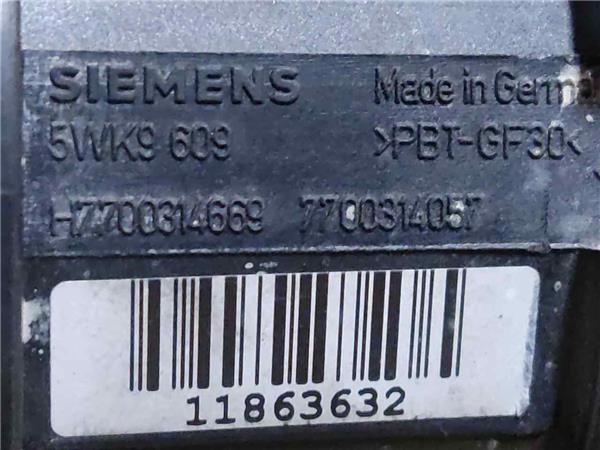 SIEMENS Made in Germa
5WK9 609 >PBT-GF30<
H7700314669 7700314057
11863632